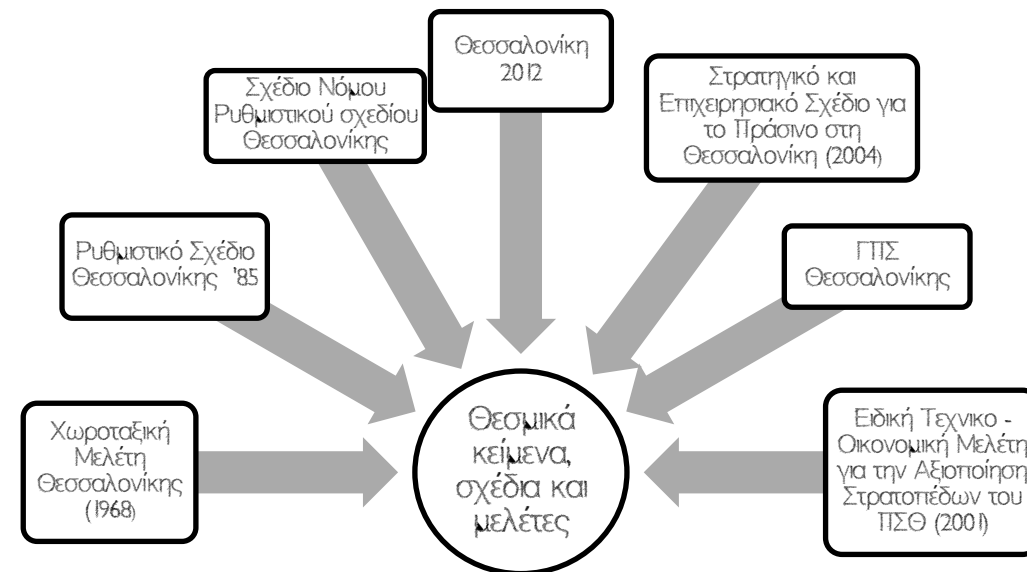 Θεσσαλονίκη
2012
Σχέδιο Νόμου
Ρυθμιστικού σχεδίου
Θεσσαλονίκης
Στρατηγικό και
Επιχειρησιακό Σχέδιο για
το Πράσινο στη
Θεσσαλονίκη (2004)
Ρυθμιστικό Σχέδιο
Θεσσαλονίκης '85
ΓΠΣ
Θεσσαλονίκης
Χωροταξική
Μελέτη
Θεσσαλονίκης
(1968)
Θεσμικά
κείμενα,
σχέδια και
μελέτες
Ειδική Τεχνικο -
Οικονομική Μελέτη
για την Αξιοποίηση
Στρατοπέδων του
ΠΣΘ (2001)